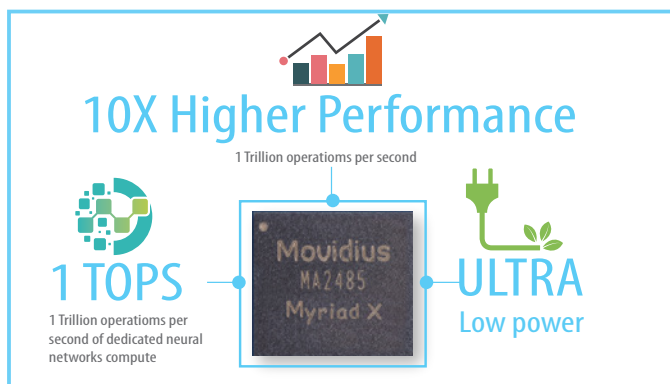 10X Higher Performance
1 Trillion operatioms per second
Movidius
MA2485
Myriad X
1 TOPS
1 Trillion operatioms per
second of dedicated neural
networks compute
ULTRA
Low power